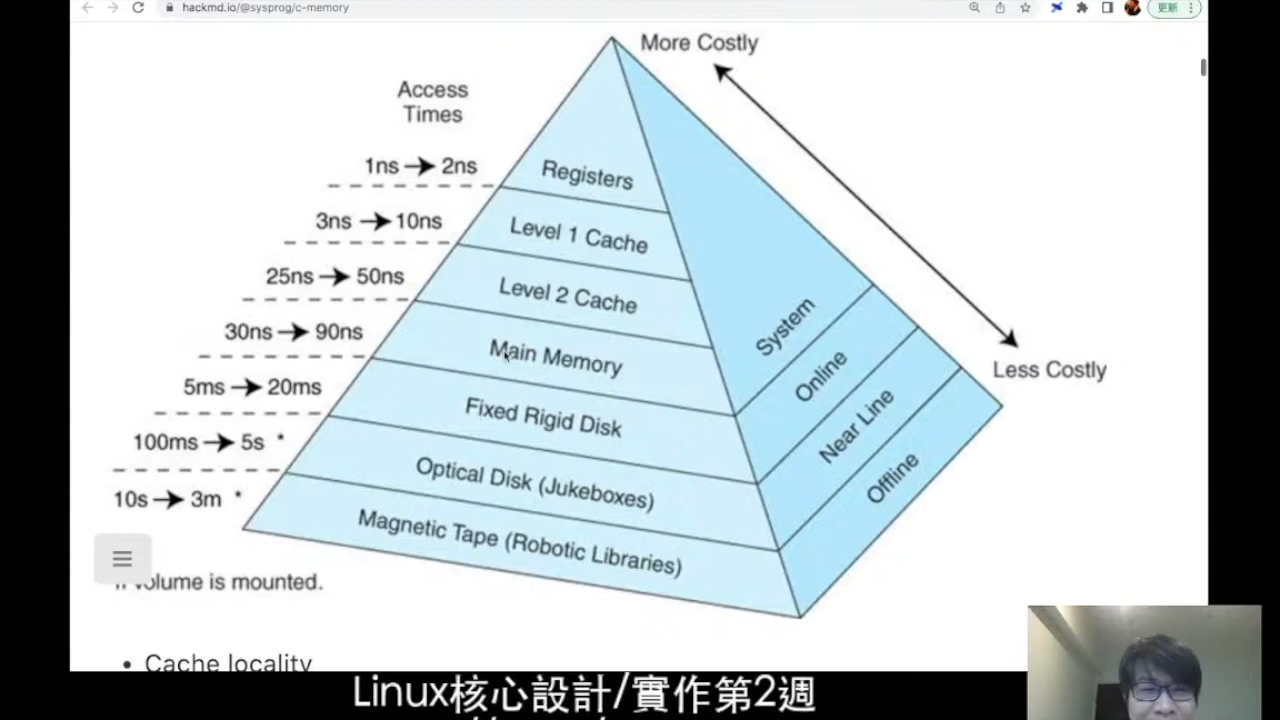 hackmd.io/@sysprog/c-memory
更新
More Costly
Access
Times
1ns → 2ns
Registers
3ns → 10ns
Level 1 Cache
25ns → 50ns
Level 2 Cache
30ns → 90ns
Main Memory
5ms → 20ms
Fixed Rigid Disk
100ms → 5s *
Optical Disk (Jukeboxes)
10s → 3m *
Magnetic Tape (Robotic Libraries)
System
Online
Near Line
Offline
Less Costly
volume is mounted.
• Cache locality
Linux核心設計/實作第2週